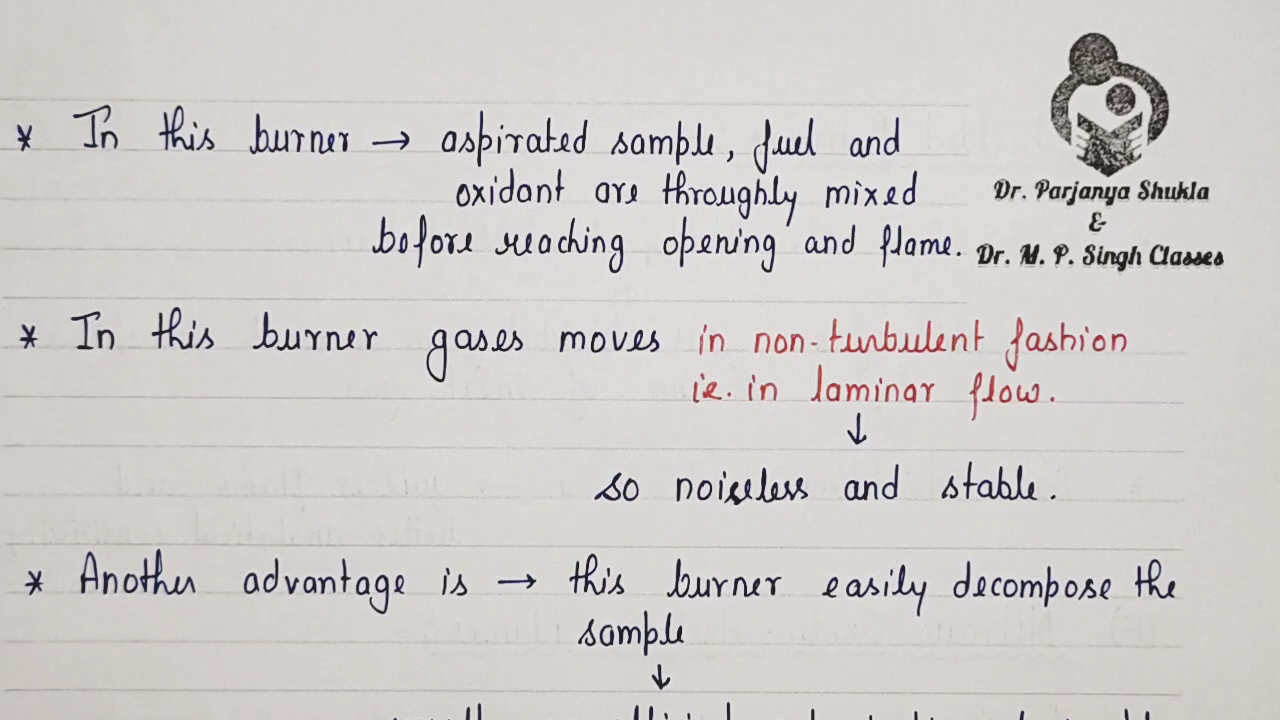 * In this burner → aspirated sample, fuel and
oxidant are throughly mixed
before reaching opening and flame.
Dr. Parjanya Shukla
&
Dr. M. P. Singh Classes
* In this burner gases moves in non-turbulent fashion
i.e. in laminar flow.
↓
so noiseless and stable.
* Another advantage is → this burner easily decompose the
sample
↓